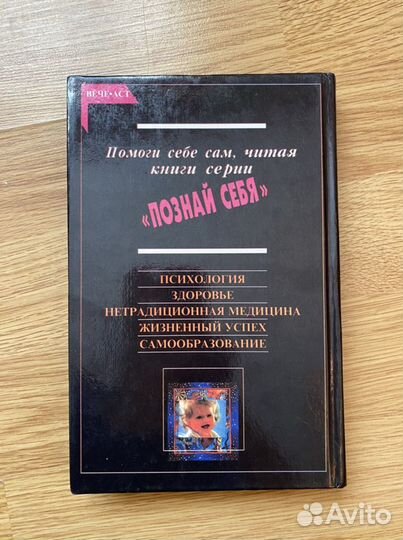 ВЕЧЕ•АСТ
Помоги себе сам, читая
книги серии
«ПОЗНАЙ СЕБЯ»
ПСИХОЛОГИЯ
ЗДОРОВЬЕ
НЕТРАДИЦИОННАЯ МЕДИЦИНА
ЖИЗНЕННЫЙ УСПЕХ
САМООБРАЗОВАНИЕ
Avito